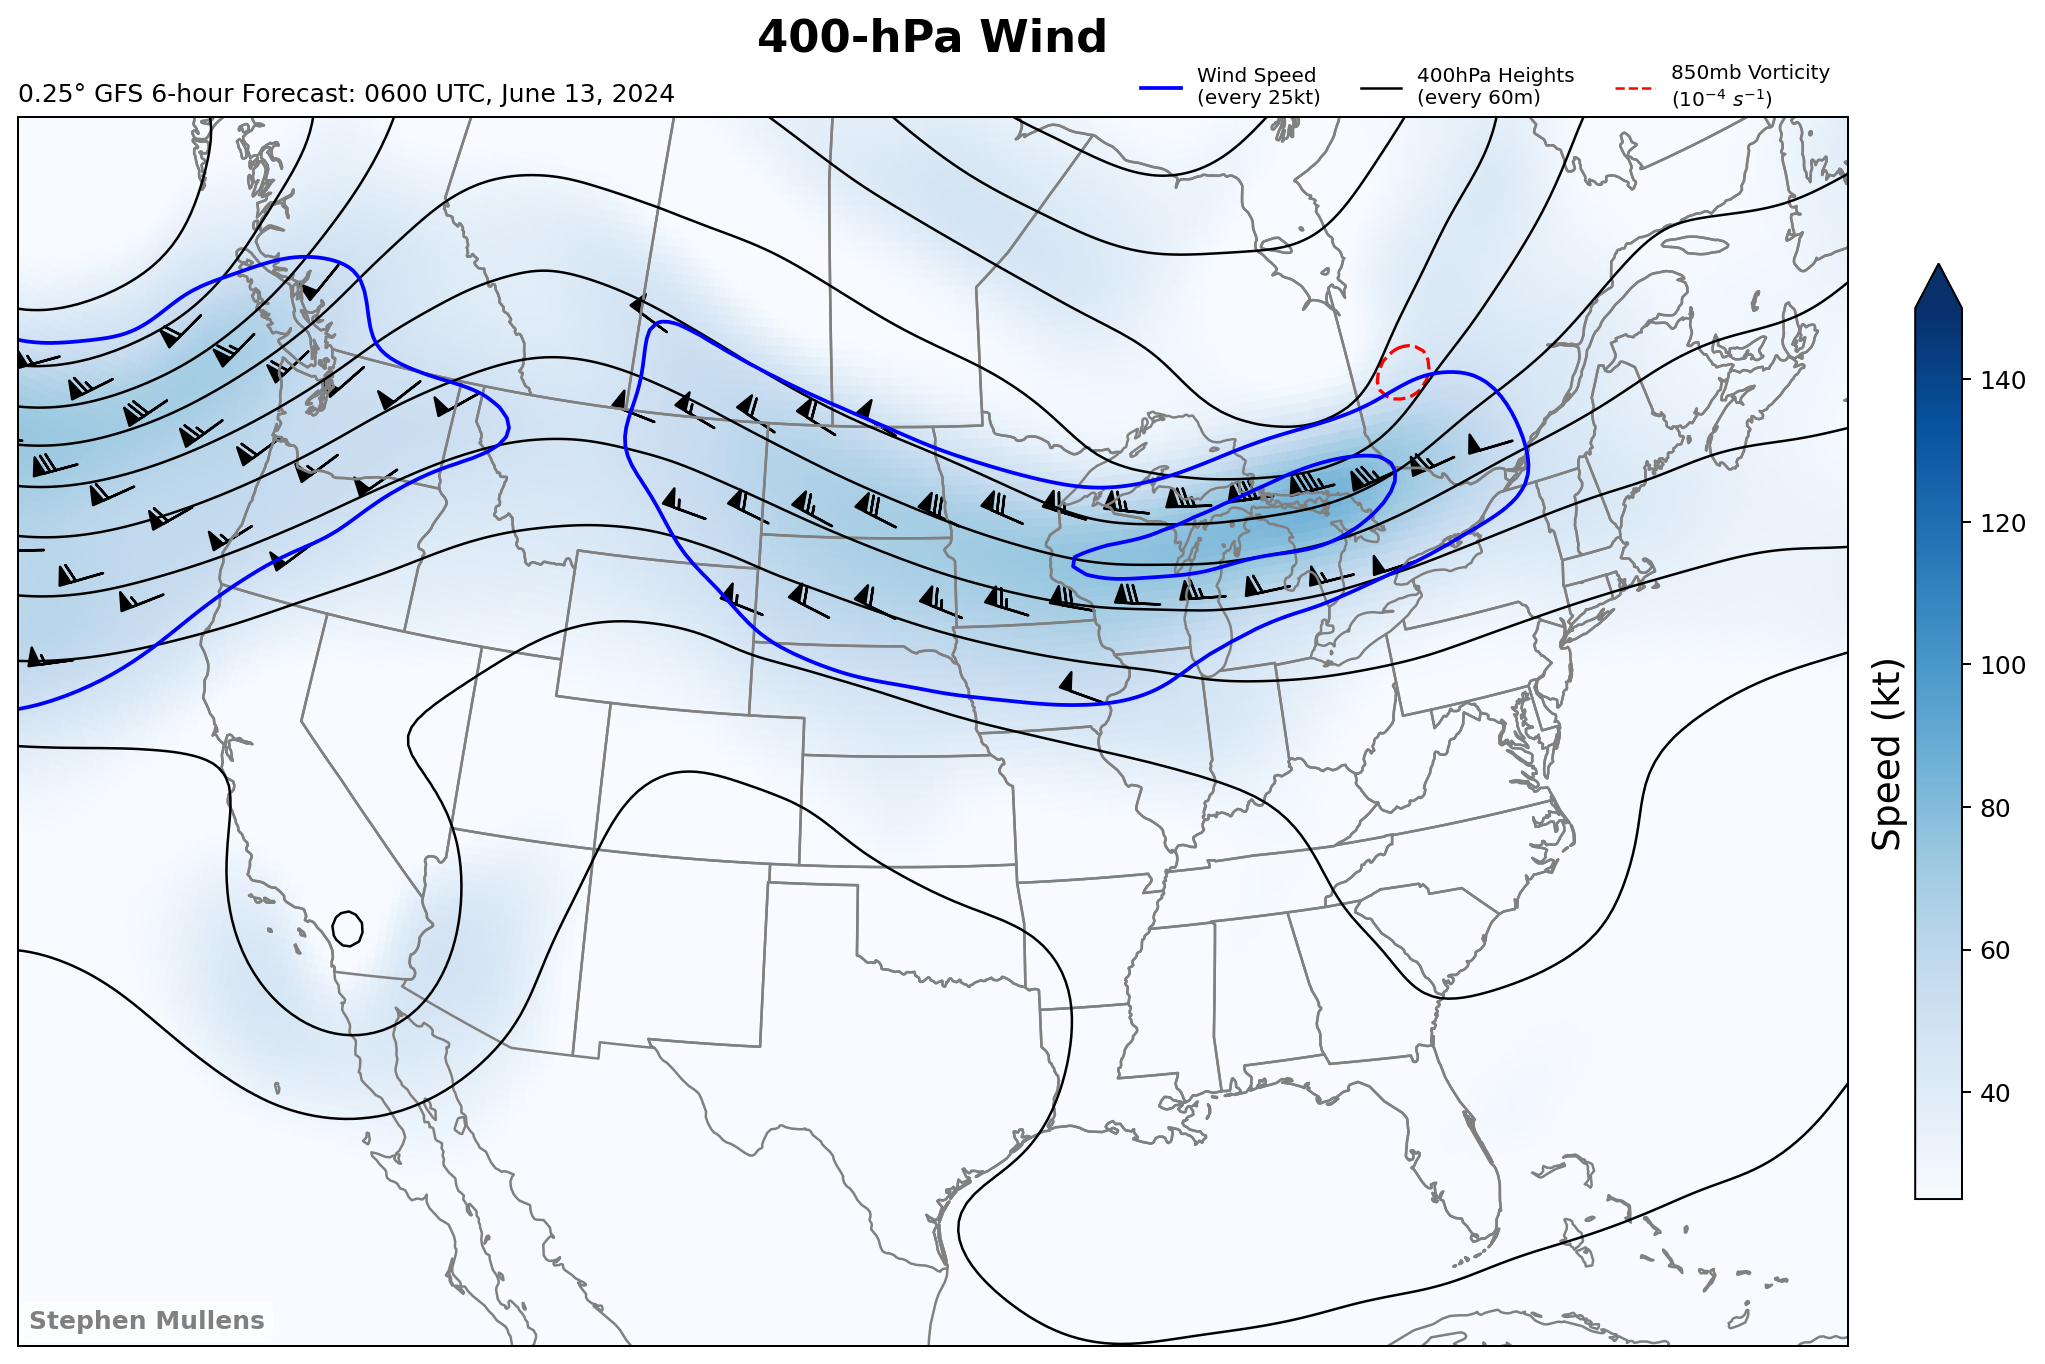 400-hPa Wind
0.25° GFS 6-hour Forecast: 0600 UTC, June 13, 2024
Wind Speed
(every 25kt)
400hPa Heights
(every 60m)
850mb Vorticity
(10⁻⁴ s⁻¹)
140
120
100
80
60
40
Speed (kt)
Stephen Mullens